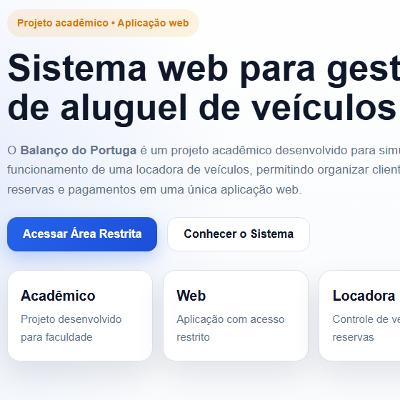 Projeto acadêmico • Aplicação web
Sistema web para gest
de aluguel de veículos
O Balanço do Portuga é um projeto acadêmico desenvolvido para simu
funcionamento de uma locadora de veículos, permitindo organizar client
reservas e pagamentos em uma única aplicação web.
Acessar Área Restrita
Conhecer o Sistema
Acadêmico
Projeto desenvolvido
para faculdade
Web
Aplicação com acesso
restrito
Locadora
Controle de ve
reservas